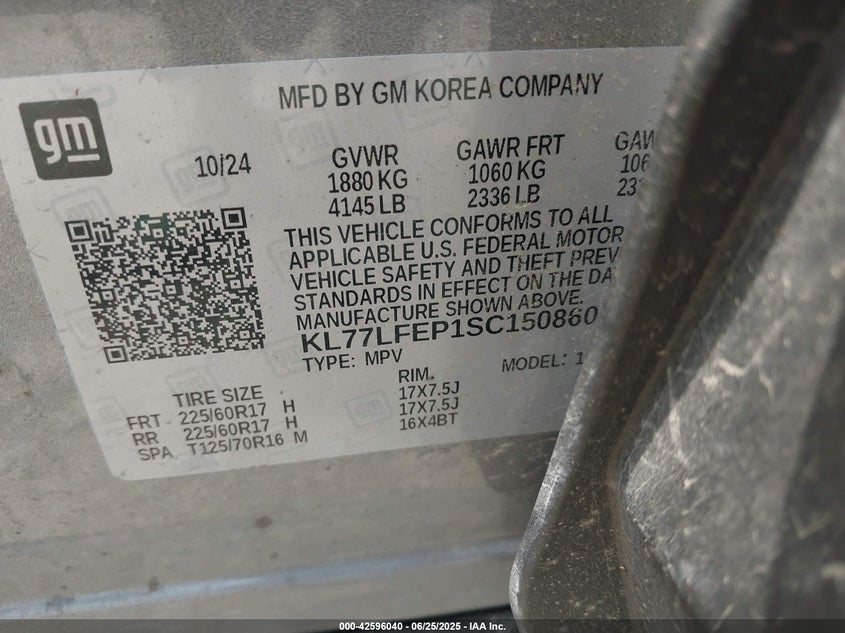 MFD BY GM KOREA COMPANY
gm
10/24
GVWR GAWR FRT
1880 KG 1060 KG
4145 LB 2336 LB
THIS VEHICLE CONFORMS TO ALL
APPLICABLE U.S. FEDERAL MOTOR
VEHICLE SAFETY AND THEFT PREV
STANDARDS IN EFFECT ON THE DA
MANUFACTURE SHOWN ABOVE.
KL77LFEP1SC150860
TYPE: MPV MODEL: 1
TIRE SIZE RIM.
FRT 225/60R17 H 17X7.5J
RR 225/60R17 H 17X7.5J
SPA T125/70R16 M 16X4BT
000-42596040 / 06/25/2025 - IAA Inc.